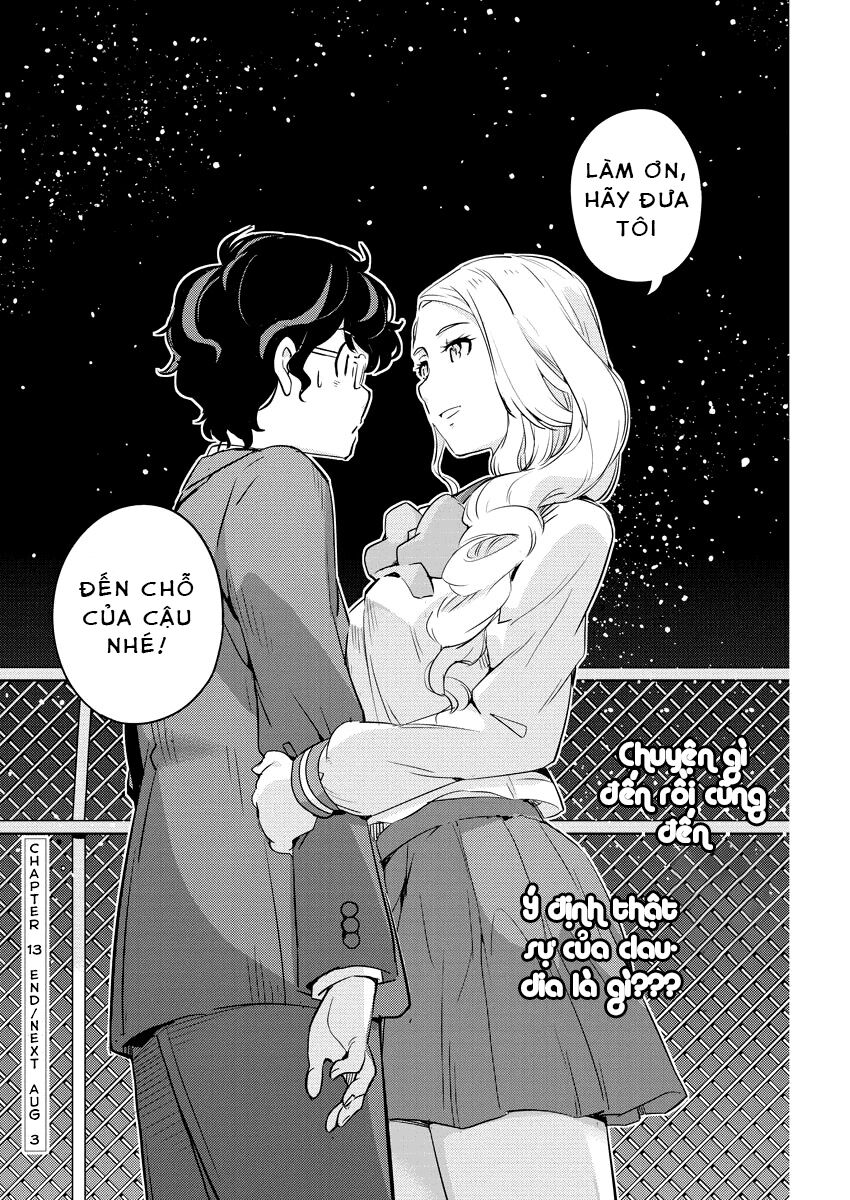 LÀM ƠN,
HÃY ĐƯA
TÔI
ĐẾN CHỖ
CỦA CẬU
NHÉ!
Chuyện gì
đến rồi cũng
đến
Ý định thật
sự của clau-
dia là gì???
CHAPTER 13 END/NEXT AUG 3